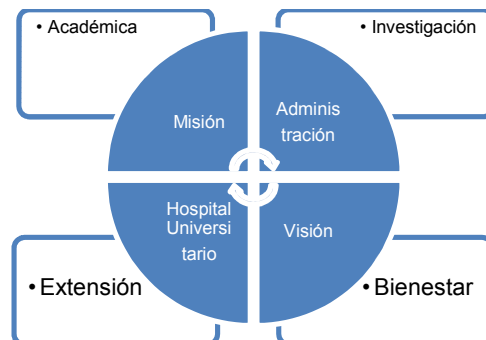 • Académica
• Investigación
Misión
Adminis
tración
Hospital
Universi
tario
Visión
• Extensión
• Bienestar